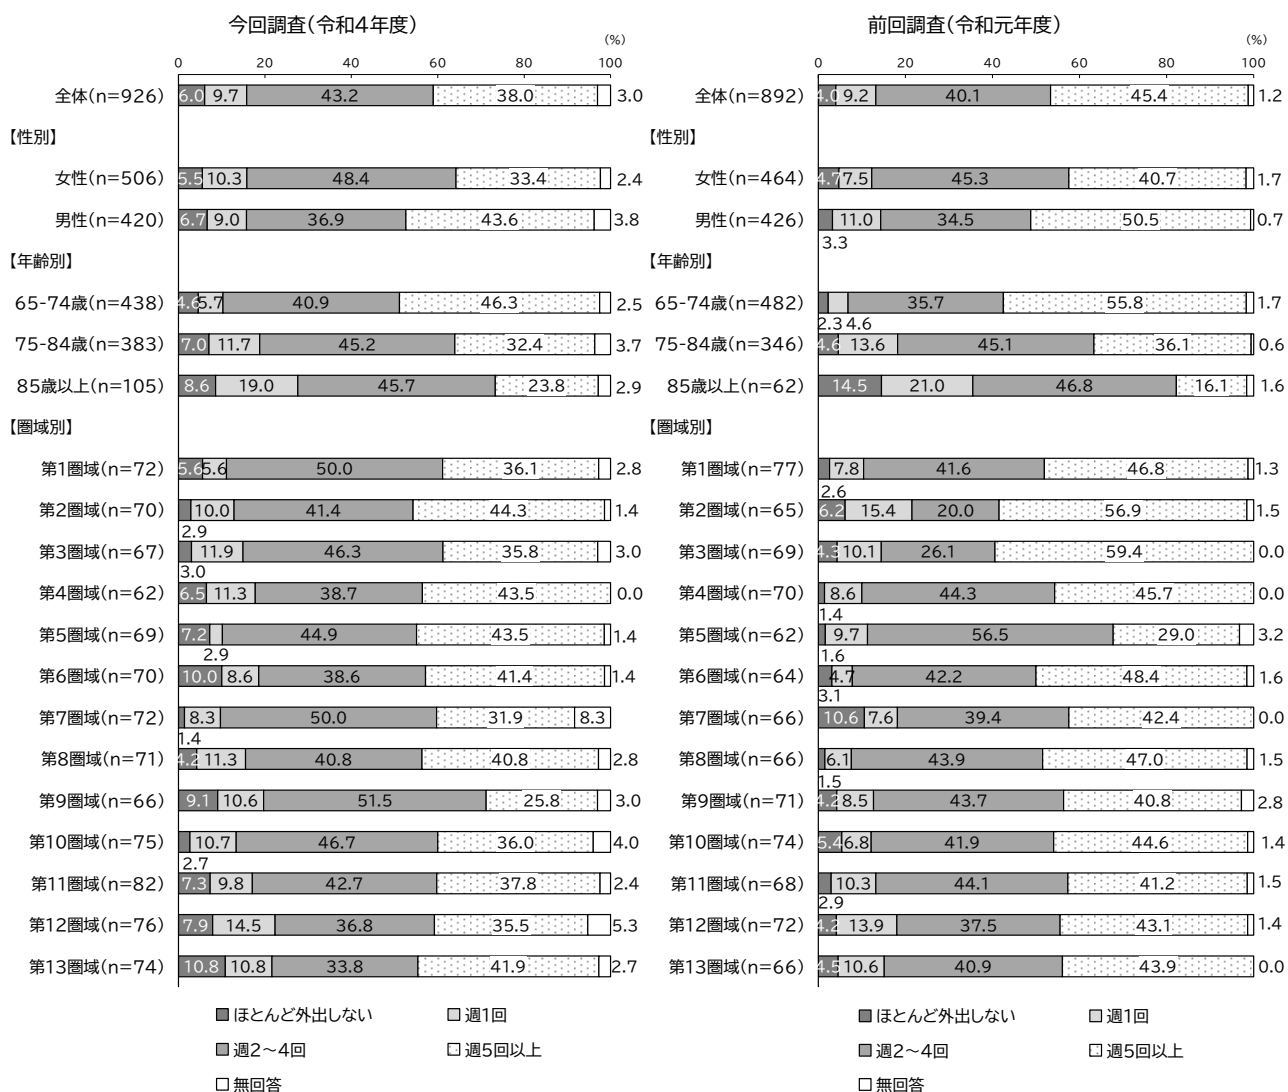 今回調査(令和4年度)
(%)
0 20 40 60 80 100
全体(n=926) 6.0 9.7 43.2 38.0 3.0
【性別】
女性(n=506) 5.5 10.3 48.4 33.4 2.4
男性(n=420) 6.7 9.0 36.9 43.6 3.8
【年齢別】
65-74歳(n=438) 4.6 5.7 40.9 46.3 2.5
75-84歳(n=383) 7.0 11.7 45.2 32.4 3.7
85歳以上(n=105) 8.6 19.0 45.7 23.8 2.9
【圏域別】
第1圏域(n=72) 5.6 5.6 50.0 36.1 2.8
第2圏域(n=70) 10.0 41.4 44.3 1.4
2.9
第3圏域(n=67) 11.9 46.3 35.8 3.0
3.0
第4圏域(n=62) 6.5 11.3 38.7 43.5 0.0
第5圏域(n=69) 7.2 44.9 43.5 1.4
2.9
第6圏域(n=70) 10.0 8.6 38.6 41.4 1.4
第7圏域(n=72) 8.3 50.0 31.9 8.3
1.4
第8圏域(n=71) 4.2 11.3 40.8 40.8 2.8
第9圏域(n=66) 9.1 10.6 51.5 25.8 3.0
第10圏域(n=75) 10.7 46.7 36.0 4.0
2.7
第11圏域(n=82) 7.3 9.8 42.7 37.8 2.4
第12圏域(n=76) 7.9 14.5 36.8 35.5 5.3
第13圏域(n=74) 10.8 10.8 33.8 41.9 2.7
ほとんど外出しない 週1回
週2～4回 週5回以上
無回答
前回調査(令和元年度)
(%)
0 20 40 60 80 100
全体(n=892) 4.0 9.2 40.1 45.4 1.2
【性別】
女性(n=464) 4.7 7.5 45.3 40.7 1.7
男性(n=426) 11.0 34.5 50.5 0.7
3.3
【年齢別】
65-74歳(n=482) 35.7 55.8 1.7
2.3 4.6
75-84歳(n=346) 4.6 13.6 45.1 36.1 0.6
85歳以上(n=62) 14.5 21.0 46.8 16.1 1.6
【圏域別】
第1圏域(n=77) 7.8 41.6 46.8 1.3
2.6
第2圏域(n=65) 6.2 15.4 20.0 56.9 1.5
第3圏域(n=69) 4.3 10.1 26.1 59.4 0.0
第4圏域(n=70) 8.6 44.3 45.7 0.0
1.4
第5圏域(n=62) 9.7 56.5 29.0 3.2
1.6
第6圏域(n=64) 4.7 42.2 48.4 1.6
3.1
第7圏域(n=66) 10.6 7.6 39.4 42.4 0.0
第8圏域(n=66) 6.1 43.9 47.0 1.5
1.5
第9圏域(n=71) 4.2 8.5 43.7 40.8 2.8
第10圏域(n=74) 5.4 6.8 41.9 44.6 1.4
第11圏域(n=68) 10.3 44.1 41.2 1.5
2.9
第12圏域(n=72) 4.2 13.9 37.5 43.1 1.4
第13圏域(n=66) 4.5 10.6 40.9 43.9 0.0
ほとんど外出しない 週1回
週2～4回 週5回以上
無回答